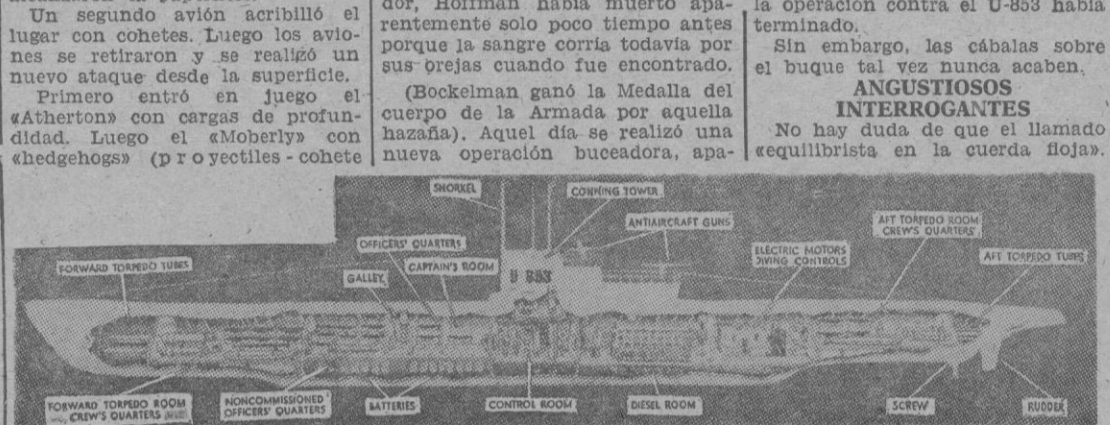 Un segundo avión acribilló el
lugar con cohetes. Luego los avio-
nes se retiraron y se realizó un
nuevo ataque desde la superficie.
Primero entró en juego el
«Atherton» con cargas de profun-
didad. Luego el «Moberly» con
«hedgehogs» (proyectiles-cohete
dor, Hoffman había muerto apa-
rentemente solo poco tiempo antes
porque la sangre corría todavía por
sus orejas cuando fue encontrado.
(Bockelman ganó la Medalla del
cuerpo de la Armada por aquella
hazaña). Aquel día se realizó una
nueva operación buceadora, apa-
la operación contra el U-853 había
terminado.
Sin embargo, las cábalas sobre
el buque tal vez nunca acaben.
ANGUSTIOSOS
INTERROGANTES
No hay duda de que el llamado
«equilibrista en la cuerda floja».
SNORKEL
CONNING TOWER
ANTIAIRCRAFT GUNS
AFT TORPEDO ROOM
CREW'S QUARTERS
OFFICERS' QUARTERS
ELECTRIC MOTORS
DIVING CONTROLS
AFT TORPEDO TUBES
FORWARD TORPEDO TUBES
GALLEY
CAPTAIN'S ROOM
U 853
FORWARD TORPEDO ROOM
CREW'S QUARTERS
NONCOMMISSIONED
OFFICERS' QUARTERS
BATTERIES
CONTROL ROOM
DIESEL ROOM
SCREW
RUDDER